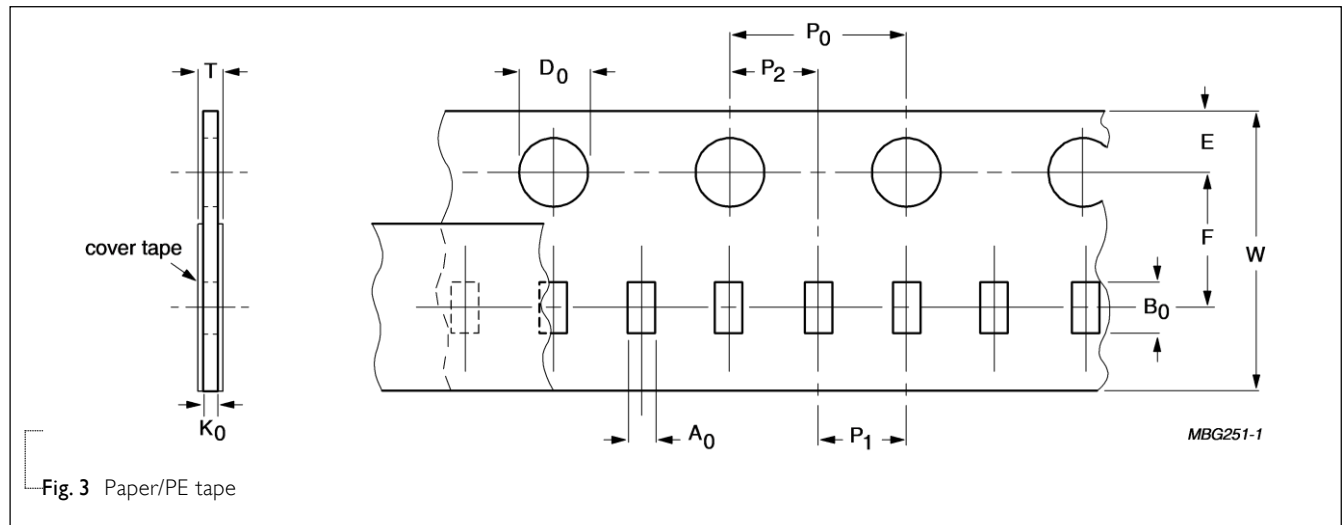 P0
T
D0
P2
E
F
W
cover tape
B0
K0
A0
P1
MBG251-1
Fig. 3 Paper/PE tape